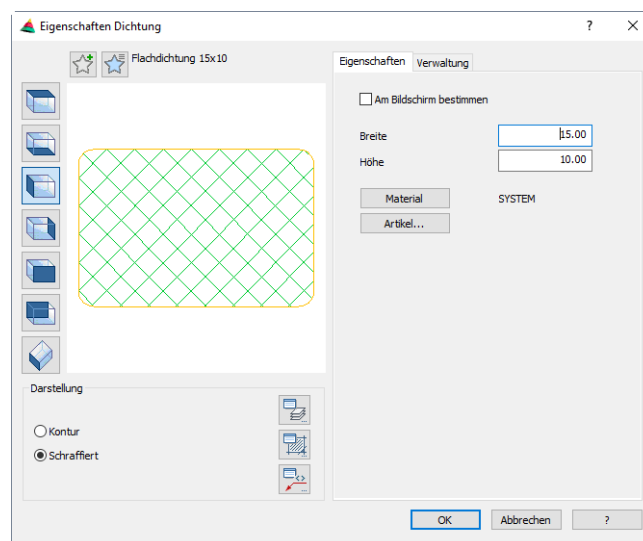 Eigenschaften Dichtung
? X
Flachdichtung 15x10
Eigenschaften Verwaltung
Am Bildschirm bestimmen
Breite 15.00
Höhe 10.00
Material SYSTEM
Artikel...
Darstellung
Kontur
Schraffiert
OK Abbrechen ?